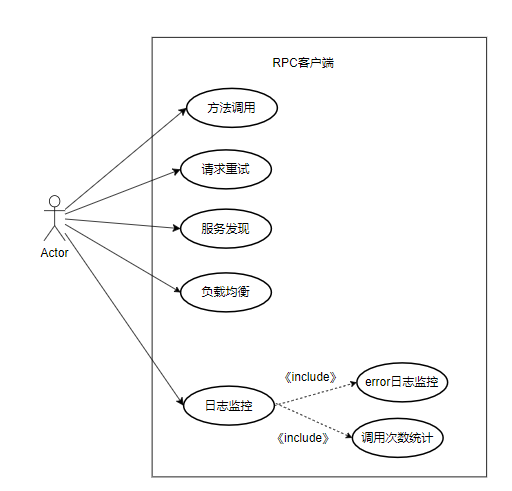 RPC客户端
方法调用
请求重试
服务发现
Actor
负载均衡
《include》
error日志监控
日志监控
《include》
调用次数统计